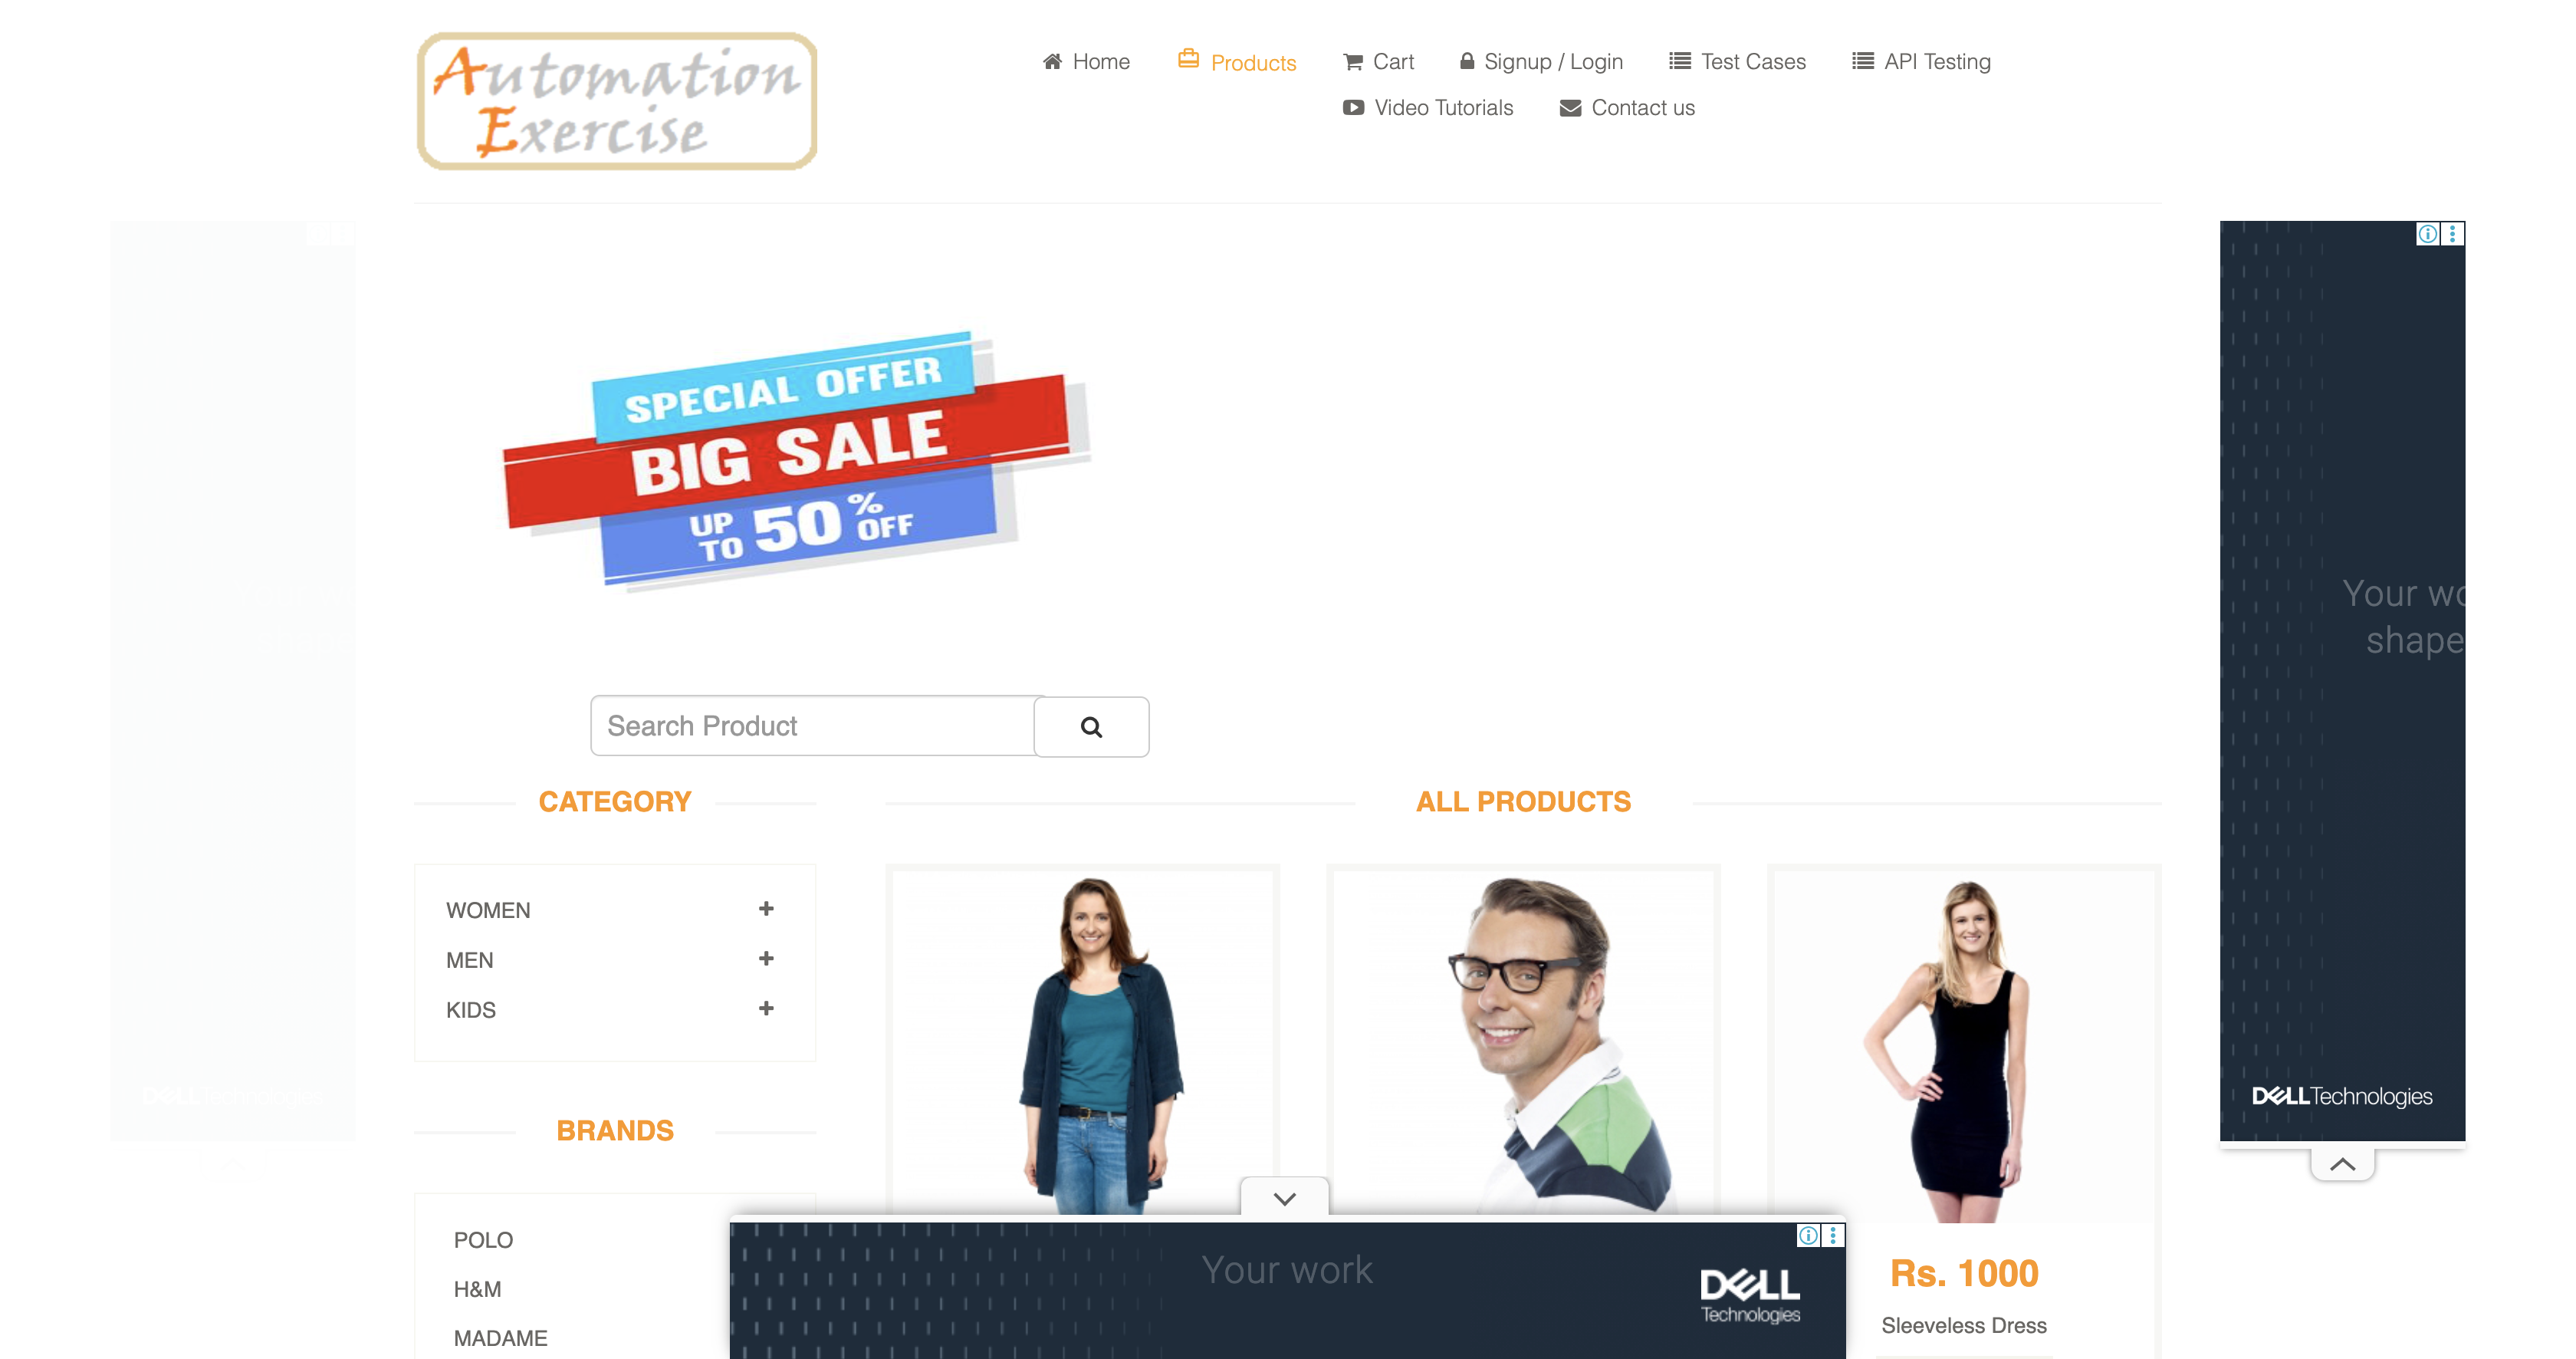 Automation
Exercise
Home
Products
Cart
Signup / Login
Test Cases
API Testing
Video Tutorials
Contact us
SPECIAL OFFER
BIG SALE
UP TO 50% OFF
Your wo
shape
Search Product
CATEGORY
ALL PRODUCTS
WOMEN
MEN
KIDS
DELL Technologies
BRANDS
POLO
H&M
MADAME
Your work
DELL
Technologies
Rs. 1000
Sleeveless Dress